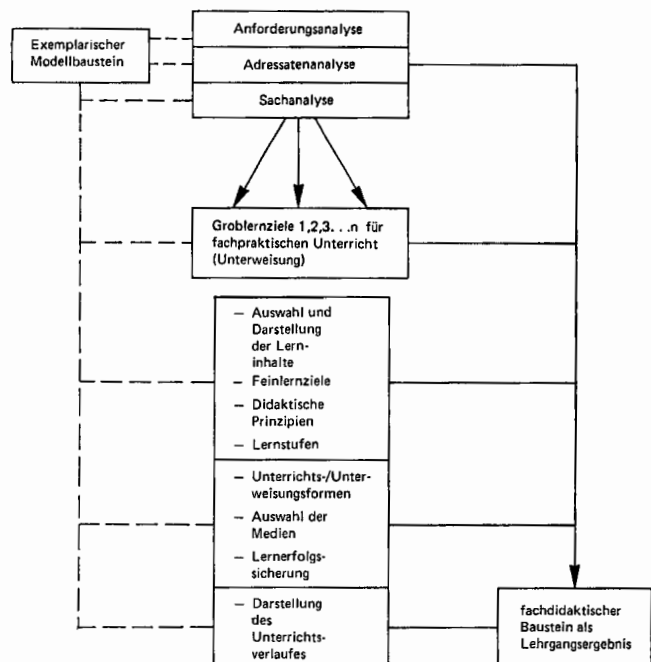 Anforderungsanalyse
Exemplarischer
Modellbaustein
Adressatenanalyse
Sachanalyse
Groblernziele 1,2,3. . .n für
fachpraktischen Unterricht
(Unterweisung)
– Auswahl und
Darstellung
der Lern-
inhalte
– Feinlernziele
– Didaktische
Prinzipien
– Lernstufen
– Unterrichts-/Unter-
weisungsformen
– Auswahl der
Medien
– Lernerfolgs-
sicherung
– Darstellung
des
Unterrichts-
verlaufes
fachdidaktischer
Baustein als
Lehrgangsergebnis